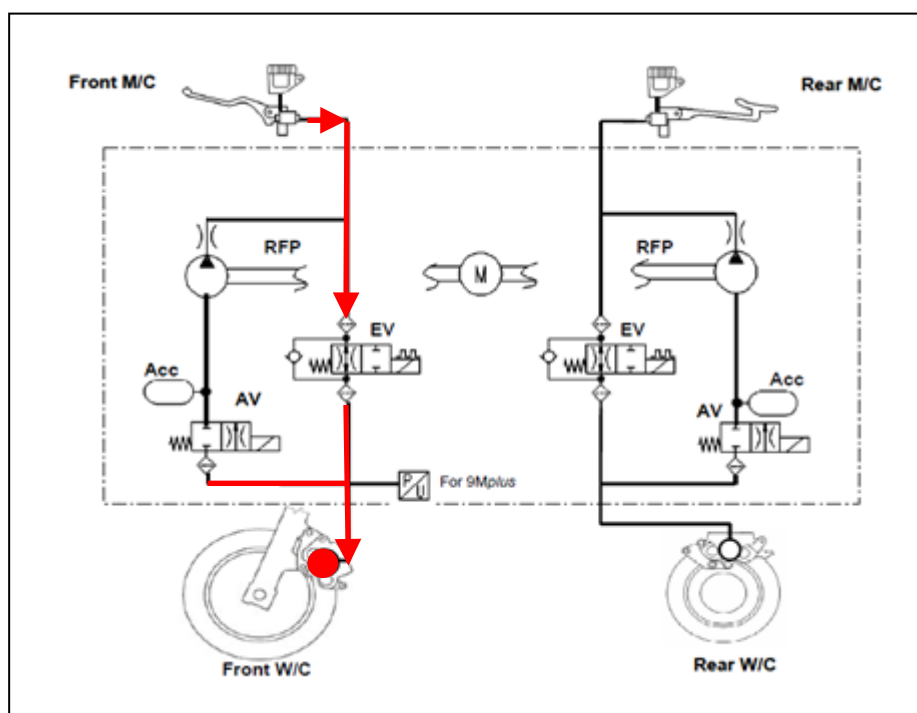 Front M/C
Rear M/C
RFP
RFP
M
EV
EV
Acc
Acc
AV
AV
P
U
For 9Mplus
Front W/C
Rear W/C